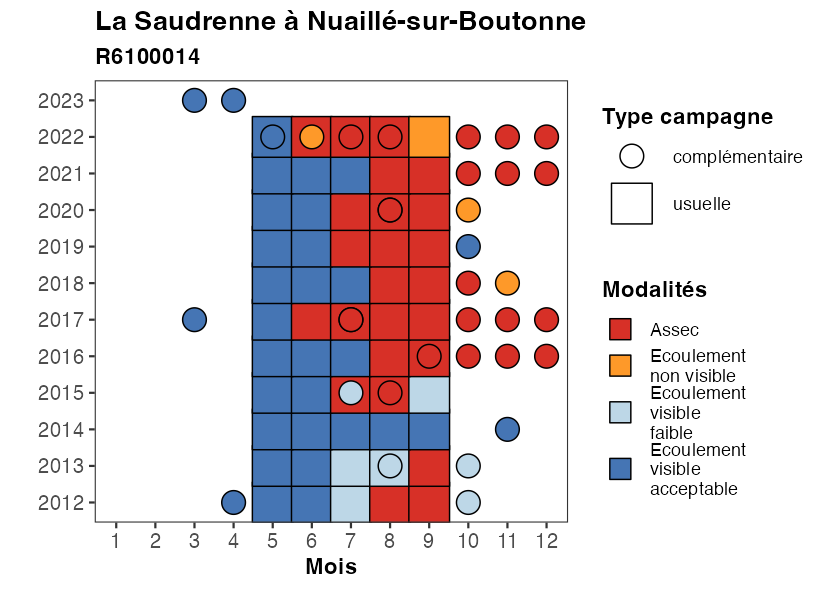 La Saudrenne à Nuaillé-sur-Boutonne
R6100014
2023
2022
2021
2020
2019
2018
2017
2016
2015
2014
2013
2012
1 2 3 4 5 6 7 8 9 10 11 12
Mois
Type campagne
complémentaire
usuelle
Modalités
Assec
Ecoulement
non visible
Ecoulement
visible
faible
Ecoulement
visible
acceptable